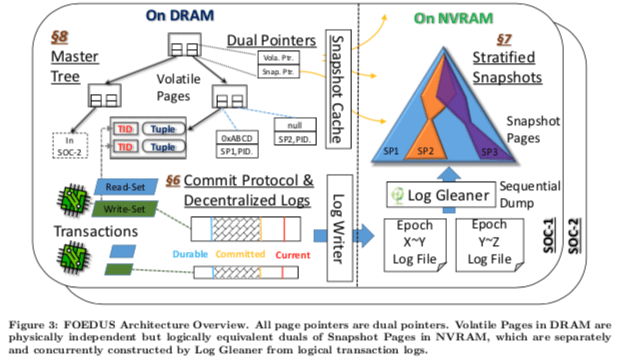 On DRAM
On NVRAM
§8
Master
Tree
Dual Pointers
Vola. Ptr.
Snap. Ptr.
Volatile
Pages
Snapshot Cache
§7
Stratified
Snapshots
Snapshot
Pages
SP1
SP2
SP3
In
SOC-2
TID
Tuple
TID
Tuple
0xABCD
SP1,PID.
null
SP2,PID.
Read-Set
Write-Set
§6 Commit Protocol &
Decentralized Logs
Transactions
Durable
Committed
Current
Log Writer
Log Gleaner
Sequential
Dump
Epoch
X~Y
Log File
Epoch
Y~Z
Log File
SOC-1
SOC-2
Figure 3: FOEDUS Architecture Overview. All page pointers are dual pointers. Volatile Pages in DRAM are
physically independent but logically equivalent duals of Snapshot Pages in NVRAM, which are separately
and concurrently constructed by Log Gleaner from logical transaction logs.